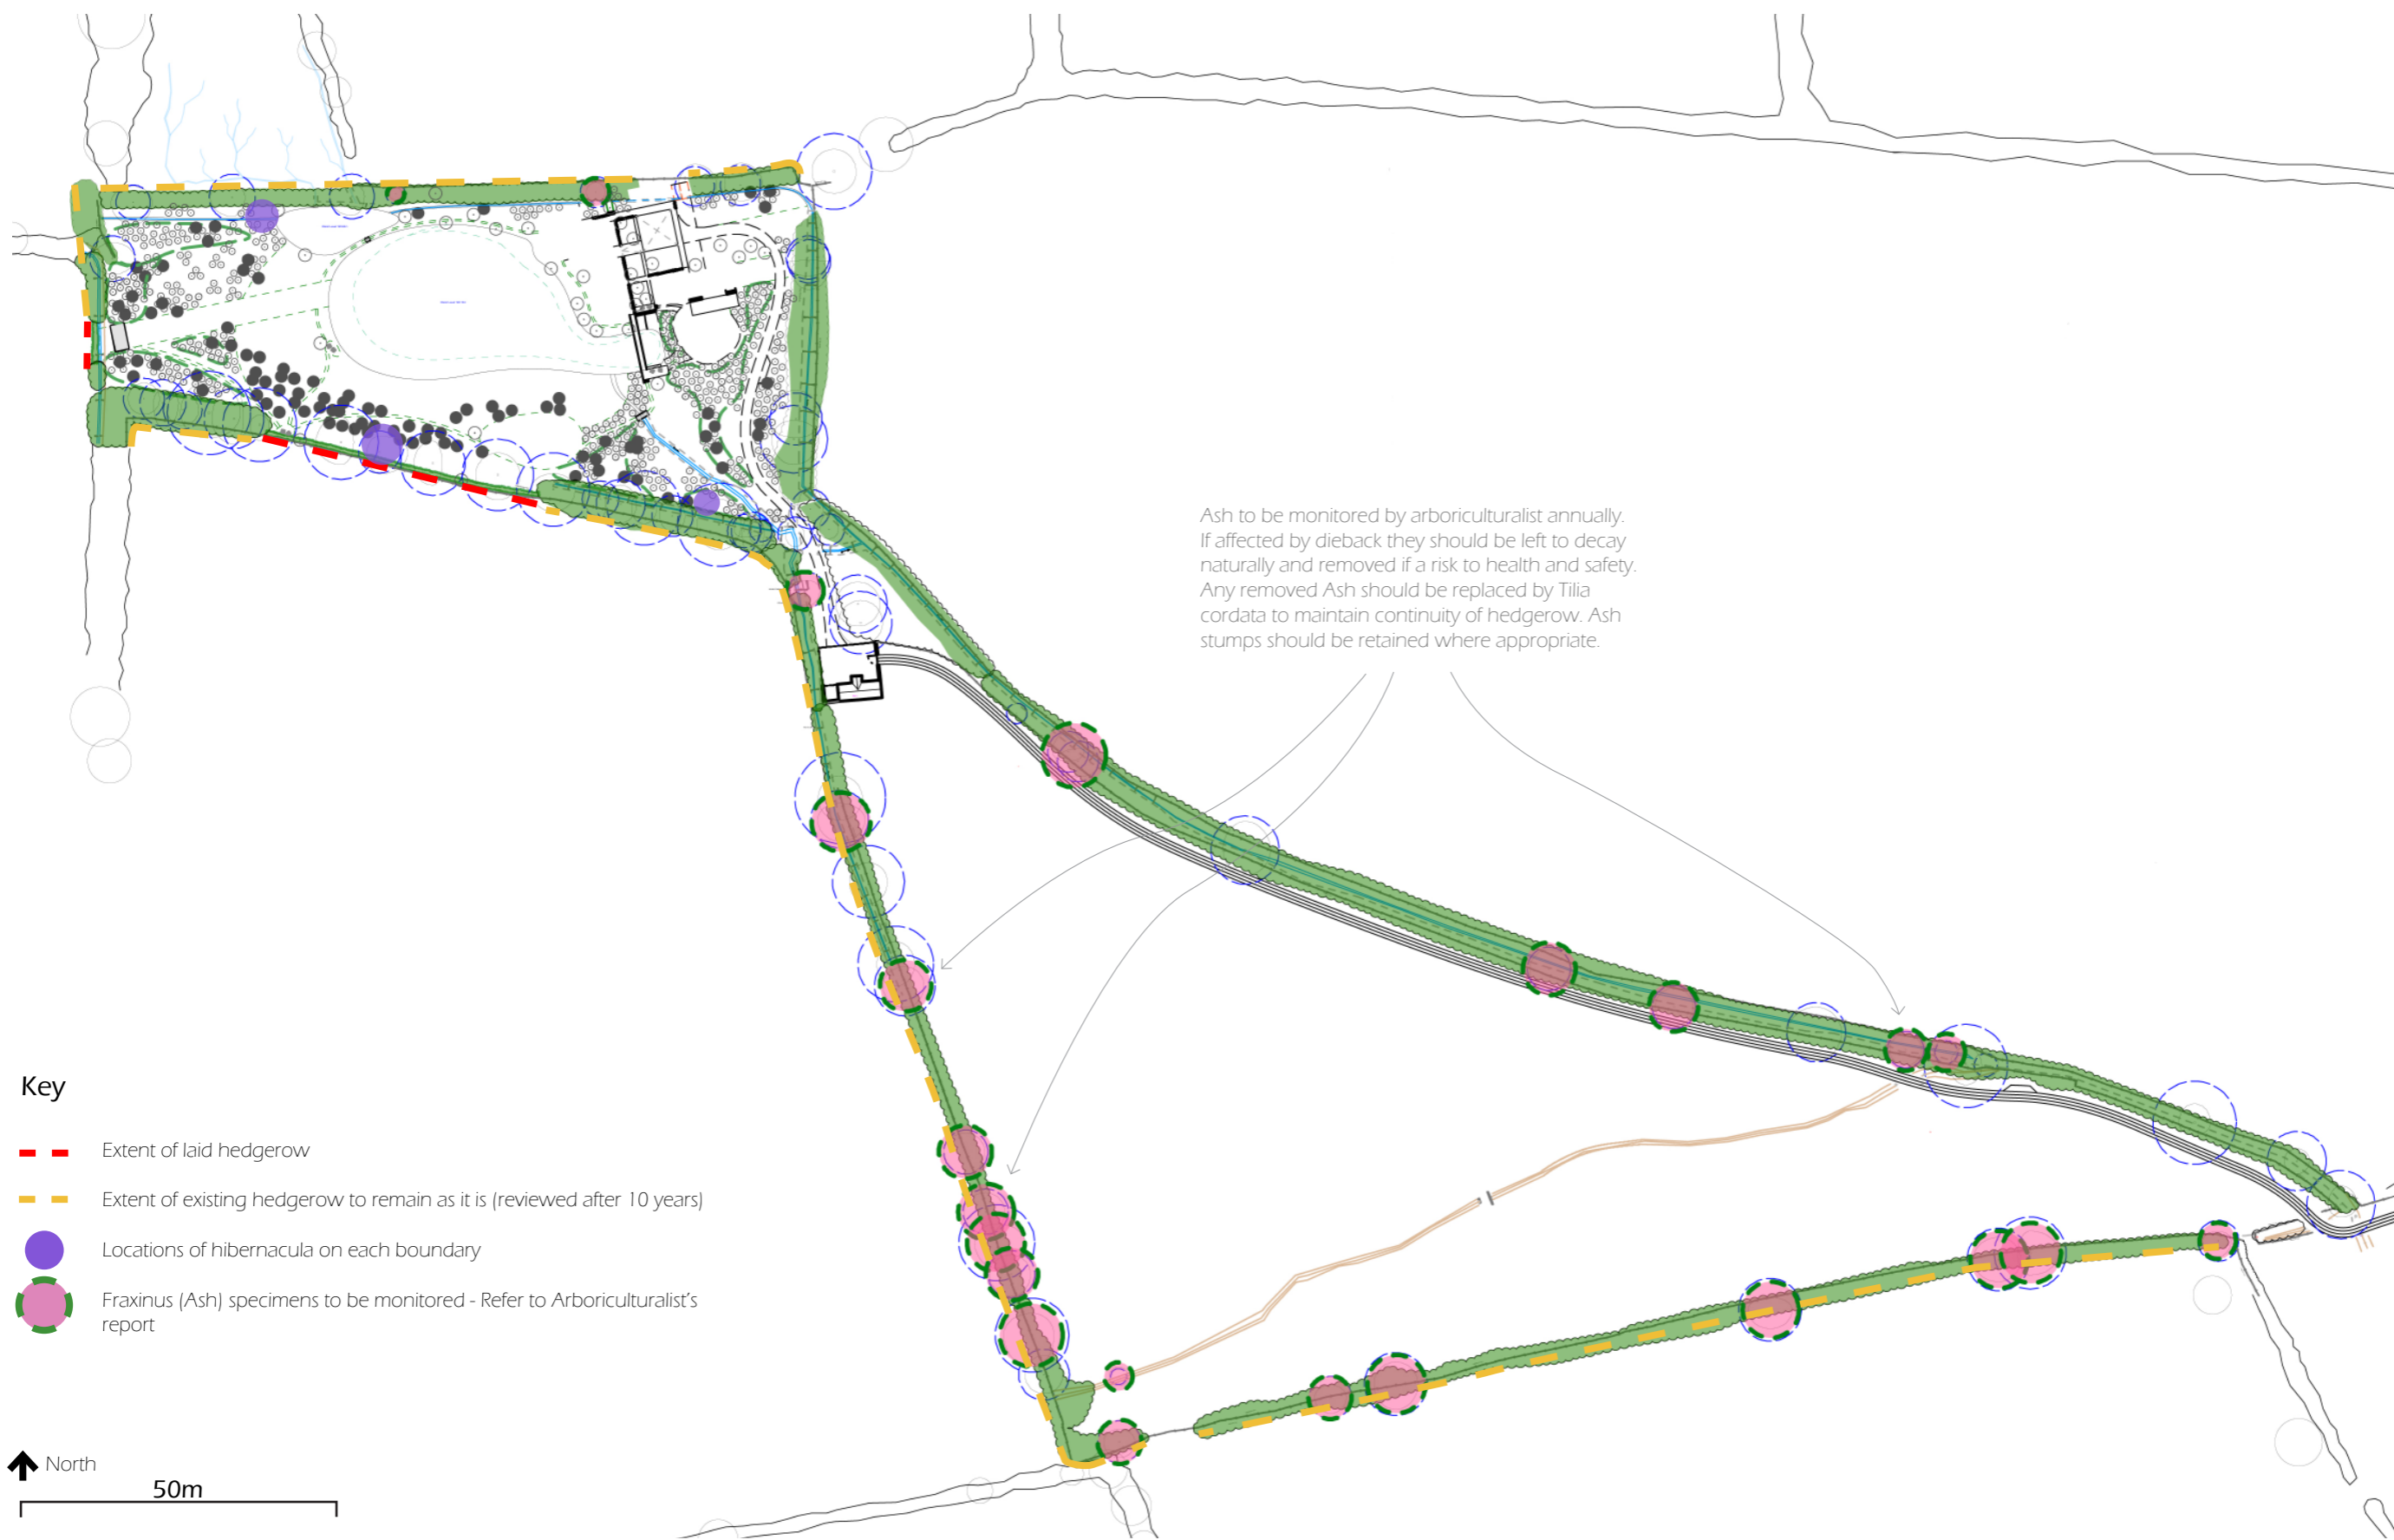 Ash to be monitored by arboriculturalist annually.
If affected by dieback they should be left to decay
naturally and removed if a risk to health and safety.
Any removed Ash should be replaced by Tilia
cordata to maintain continuity of hedgerow. Ash
stumps should be retained where appropriate.
Key
Extent of laid hedgerow
Extent of existing hedgerow to remain as it is (reviewed after 10 years)
Locations of hibernacula on each boundary
Fraxinus (Ash) specimens to be monitored - Refer to Arboriculturalist's
report
North
50m